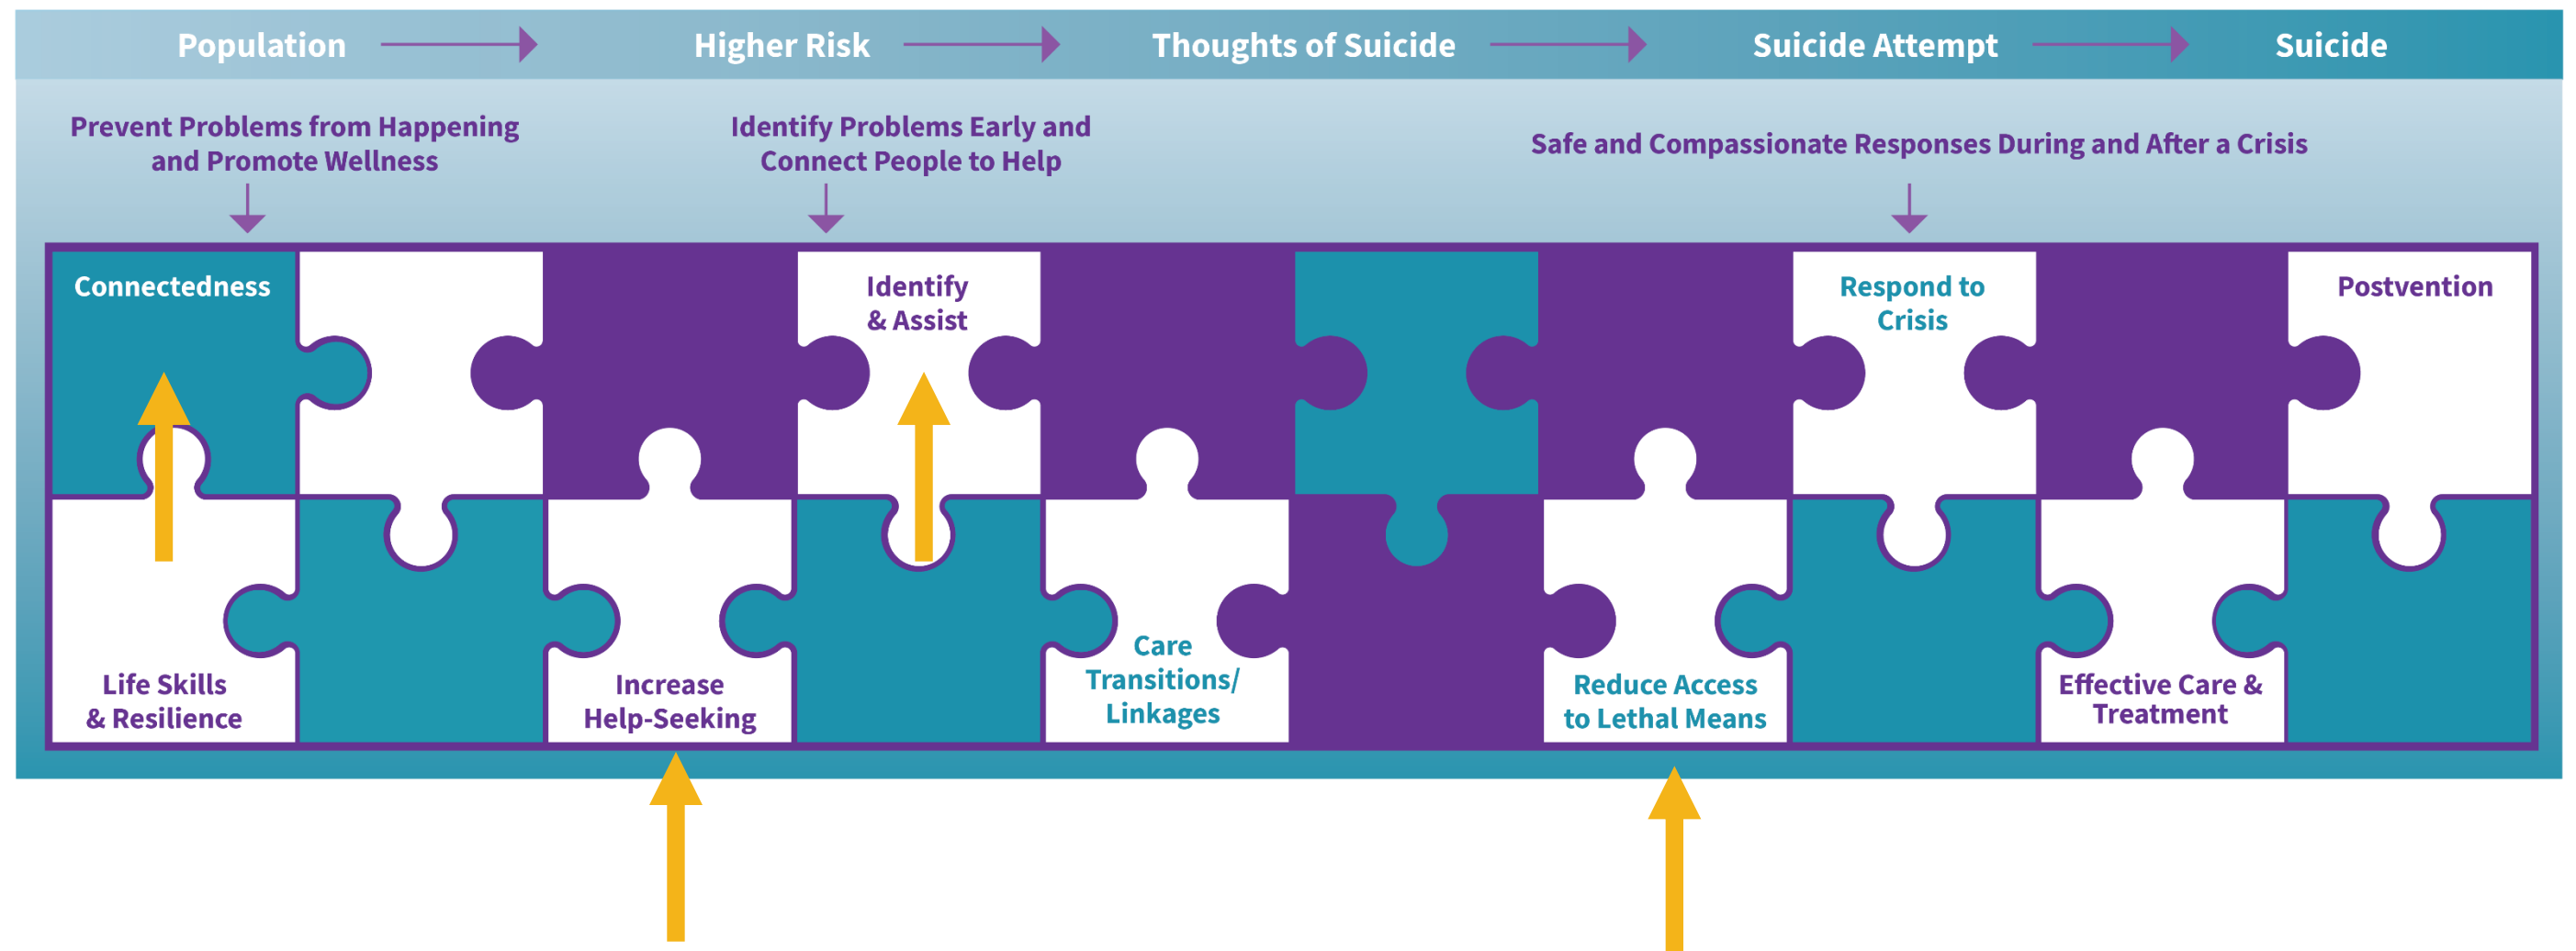 Population
Higher Risk
Thoughts of Suicide
Suicide Attempt
Suicide
Prevent Problems from Happening
and Promote Wellness
Identify Problems Early and
Connect People to Help
Safe and Compassionate Responses During and After a Crisis
Connectedness
Identify
& Assist
Respond to
Crisis
Postvention
Life Skills
& Resilience
Increase
Help-Seeking
Care
Transitions/
Linkages
Reduce Access
to Lethal Means
Effective Care &
Treatment